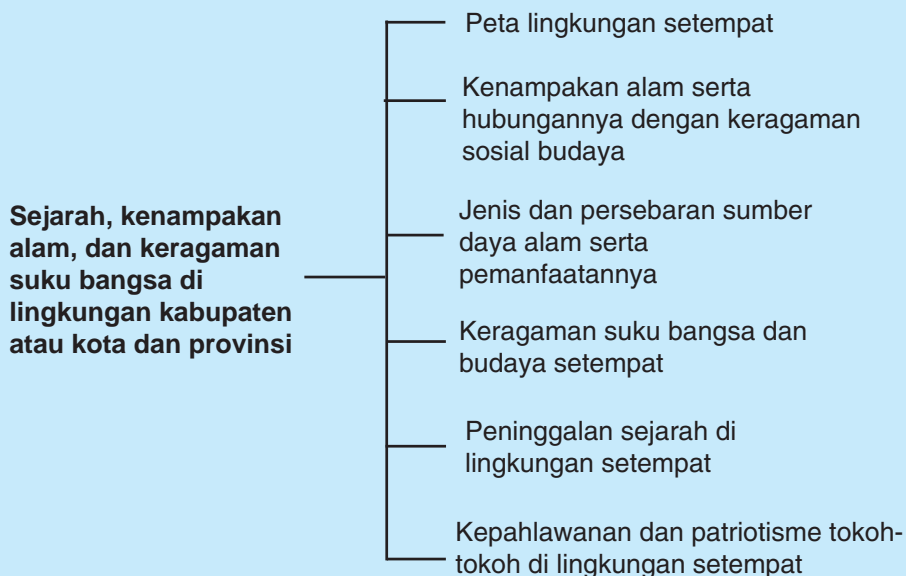 Peta lingkungan setempat
Kenampakan alam serta
hubungannya dengan keragaman
sosial budaya
Sejarah, kenampakan
alam, dan keragaman
suku bangsa di
lingkungan kabupaten
atau kota dan provinsi
Jenis dan persebaran sumber
daya alam serta
pemanfaatannya
Keragaman suku bangsa dan
budaya setempat
Peninggalan sejarah di
lingkungan setempat
Kepahlawanan dan patriotisme tokoh-
tokoh di lingkungan setempat